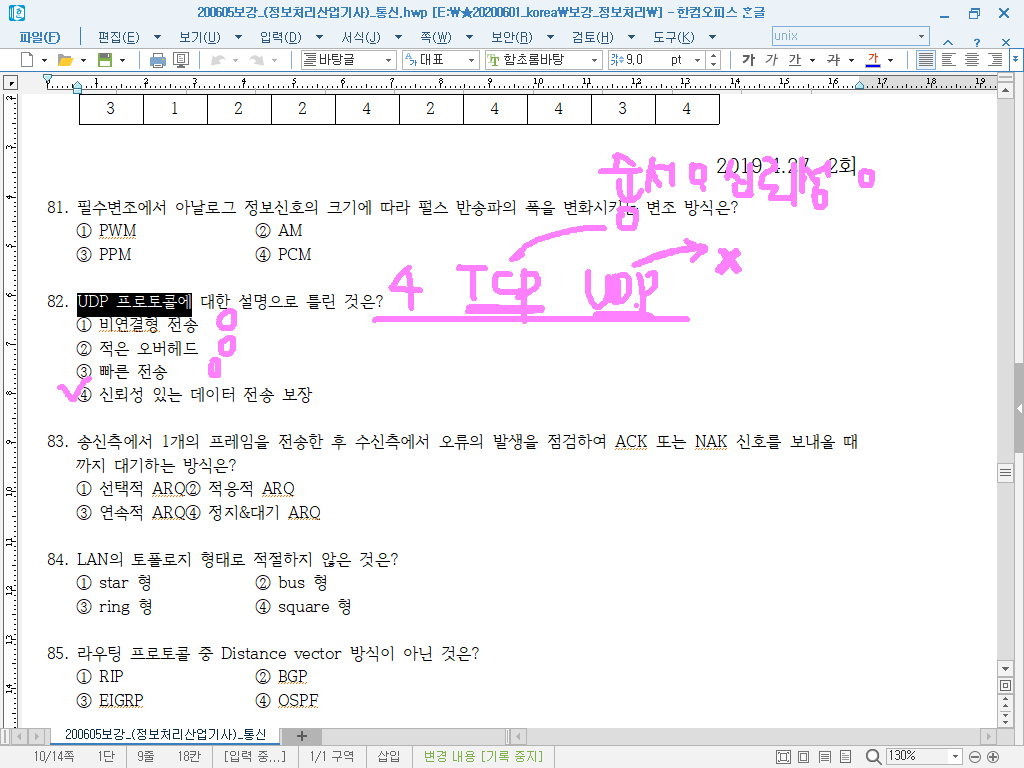 200605보강_(정보처리산업기사)_통신.hwp [E:\★20200601_korea\보강_정보처리\] - 한컴오피스 한글
파일(F) 편집(E) 보기(U) 입력(D) 서식(J) 쪽(W) 보안(R) 검토(H) 도구(K) unix
바탕글 대표 함초롬바탕 9,0 pt 가 가 가 가 가
3 1 2 2 4 2 4 4 3 4
2019.4.27 2회
순서 및 신뢰성 o
81. 필수변조에서 아날로그 정보신호의 크기에 따라 펄스 반송파의 폭을 변화시키는 변조 방식은?
① PWM ② AM
③ PPM ④ PCM
4 TCP UDP x
82. UDP 프로토콜에 대한 설명으로 틀린 것은?
① 비연결형 전송
② 적은 오버헤드
③ 빠른 전송
④ 신뢰성 있는 데이터 전송 보장
83. 송신측에서 1개의 프레임을 전송한 후 수신측에서 오류의 발생을 점검하여 ACK 또는 NAK 신호를 보내올 때
까지 대기하는 방식은?
① 선택적 ARQ② 적응적 ARQ
③ 연속적 ARQ④ 정지&대기 ARQ
84. LAN의 토폴로지 형태로 적절하지 않은 것은?
① star 형 ② bus 형
③ ring 형 ④ square 형
85. 라우팅 프로토콜 중 Distance vector 방식이 아닌 것은?
① RIP ② BGP
③ EIGRP ④ OSPF
200605보강_(정보처리산업기사)_통신
10/14쪽 1단 9줄 18칸 [입력 중...] 1/1 구역 삽입 변경 내용 [기록 중지] 130%